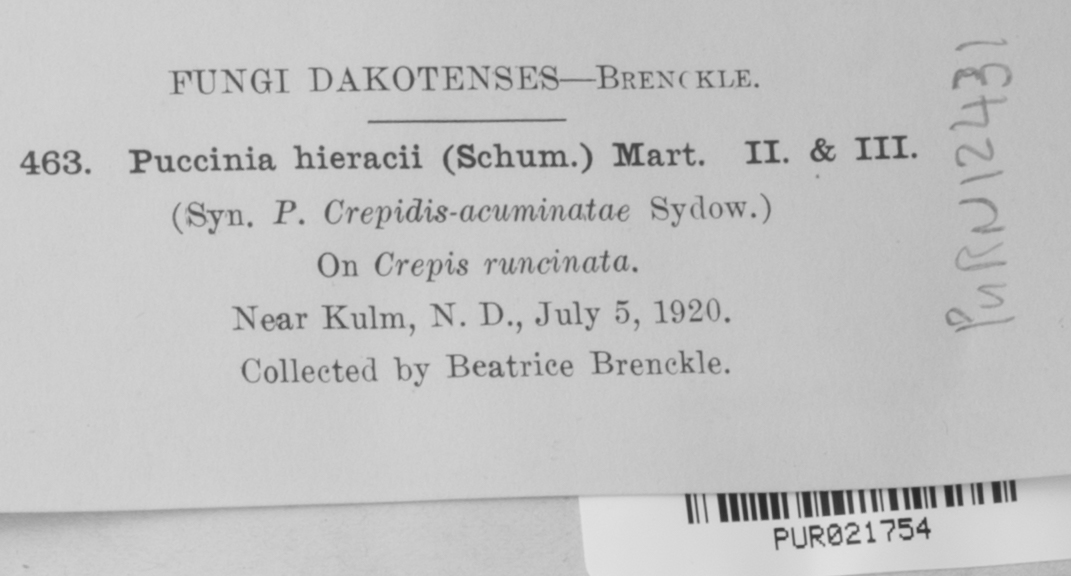 FUNGI DAKOTENSES—BRENCKLE.
463. Puccinia hieracii (Schum.) Mart. II. & III.
(Syn. P. Crepidis-acuminatae Sydow.)
On Crepis runcinata.
Near Kulm, N. D., July 5, 1920.
Collected by Beatrice Brenckle.
PURN12431
PUR021754